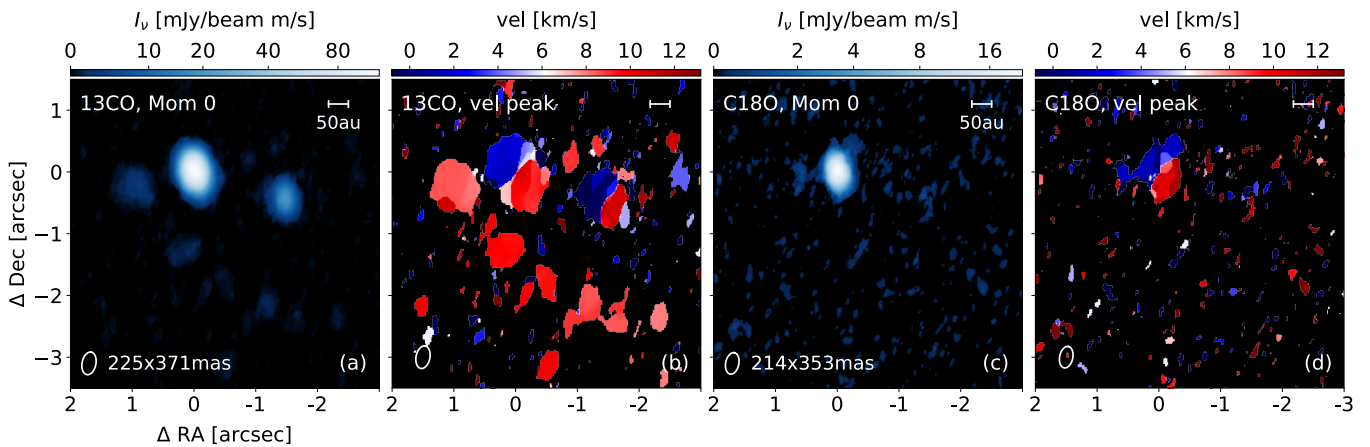 I_ν [mJy/beam m/s]
0 10 20 40 80
13CO, Mom 0
50au
225x371mas
(a)
vel [km/s]
0 2 4 6 8 10 12
13CO, vel peak
(b)
I_ν [mJy/beam m/s]
0 2 4 8 16
C18O, Mom 0
50au
214x353mas
(c)
vel [km/s]
0 2 4 6 8 10 12
C18O, vel peak
(d)
Δ Dec [arcsec]
1
0
−1
−2
−3
2 1 0 -1 -2
2 1 0 -1 -2
2 1 0 -1 -2
2 1 0 -1 -2 -3
Δ RA [arcsec]